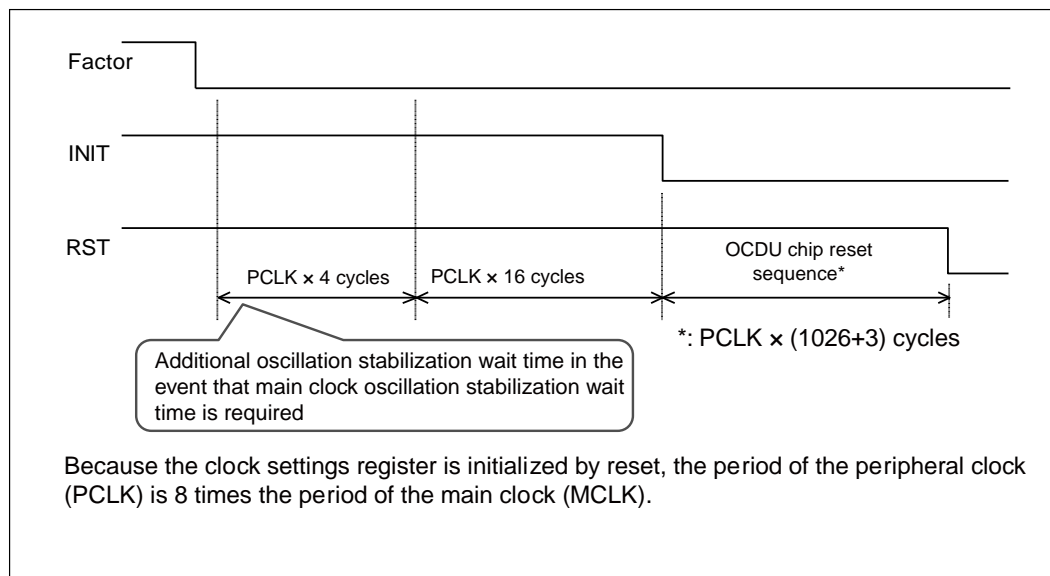 Factor
INIT
RST
PCLK × 4 cycles
PCLK × 16 cycles
OCDU chip reset
sequence*
*: PCLK × (1026+3) cycles
Additional oscillation stabilization wait time in the
event that main clock oscillation stabilization wait
time is required
Because the clock settings register is initialized by reset, the period of the peripheral clock
(PCLK) is 8 times the period of the main clock (MCLK).